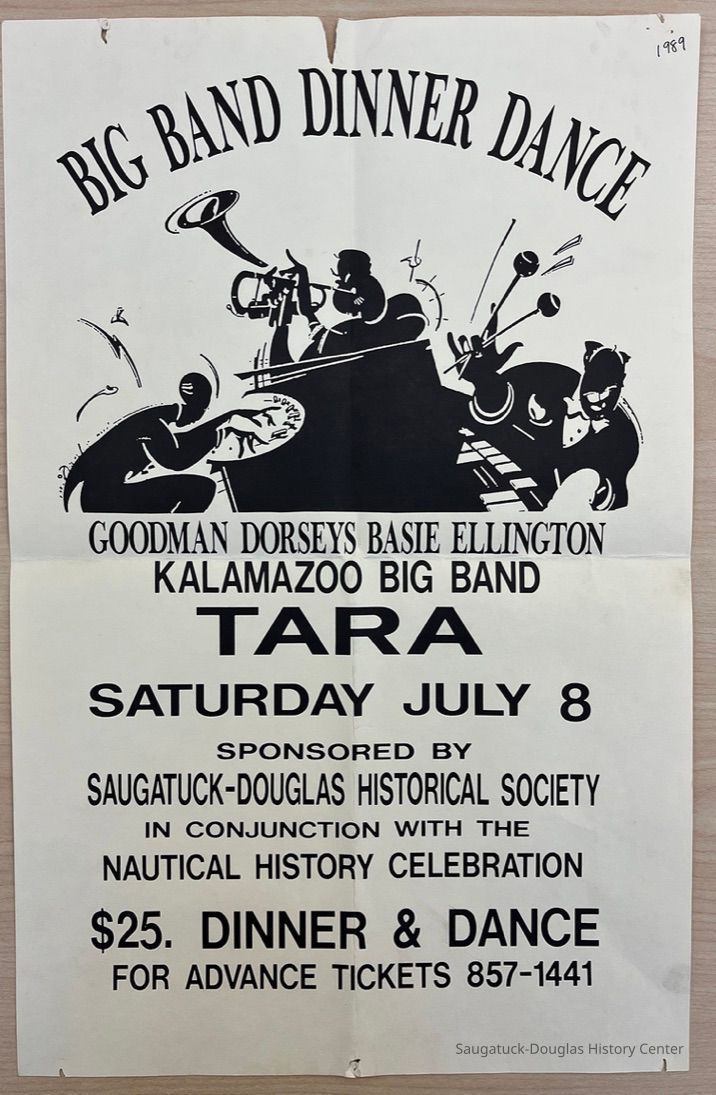 1989
BIG BAND DINNER DANCE
GOODMAN DORSEYS BASIE ELLINGTON
KALAMAZOO BIG BAND
TARA
SATURDAY JULY 8
SPONSORED BY
SAUGATUCK-DOUGLAS HISTORICAL SOCIETY
IN CONJUNCTION WITH THE
NAUTICAL HISTORY CELEBRATION
$25. DINNER & DANCE
FOR ADVANCE TICKETS 857-1441
Saugatuck-Douglas History Center